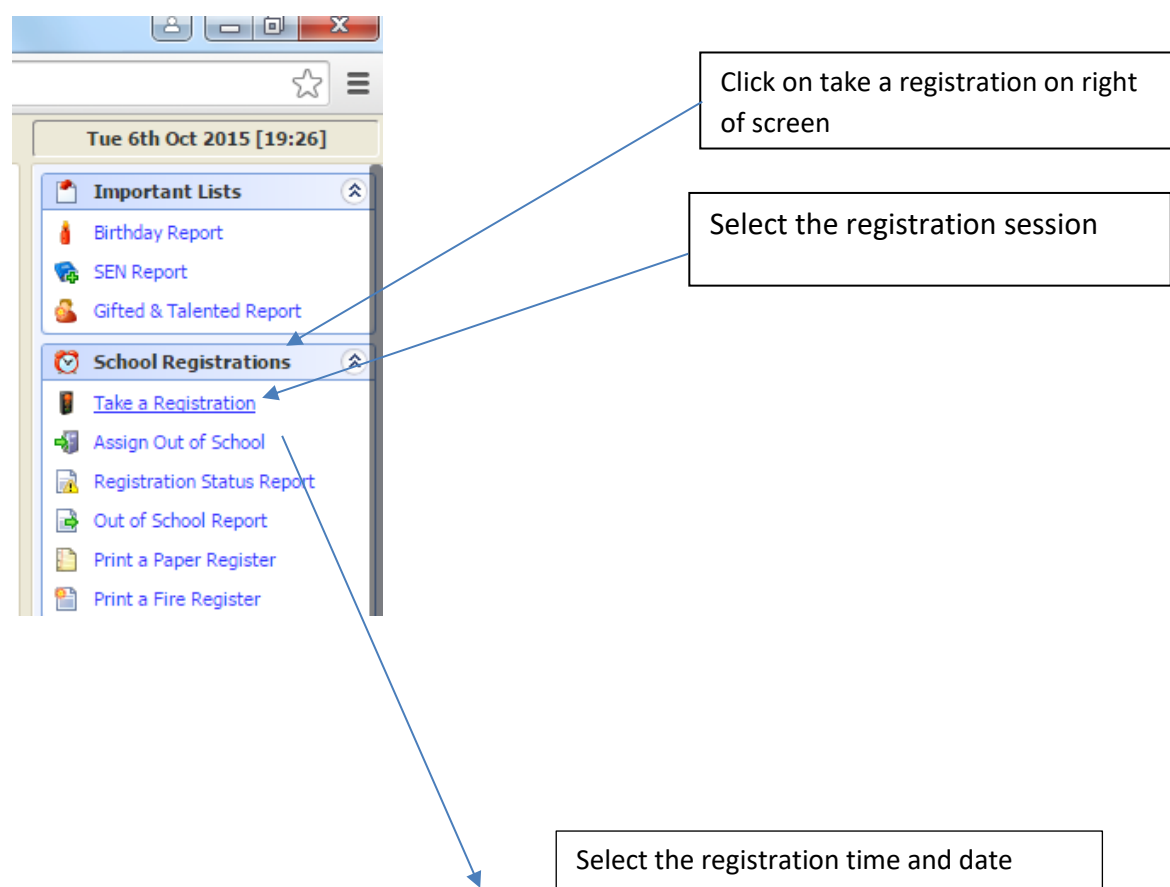 Tue 6th Oct 2015 [19:26]
Important Lists
Birthday Report
SEN Report
Gifted & Talented Report
School Registrations
Take a Registration
Assign Out of School
Registration Status Report
Out of School Report
Print a Paper Register
Print a Fire Register
Click on take a registration on right
of screen
Select the registration session
Select the registration time and date